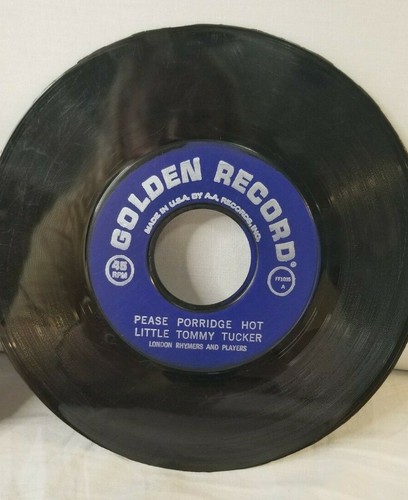 GOLDEN RECORD®
MADE IN U.S.A. BY A.A. RECORDS, INC.
45
RPM
A
PEASE PORRIDGE HOT
LITTLE TOMMY TUCKER
LONDON RHYMERS AND PLAYERS